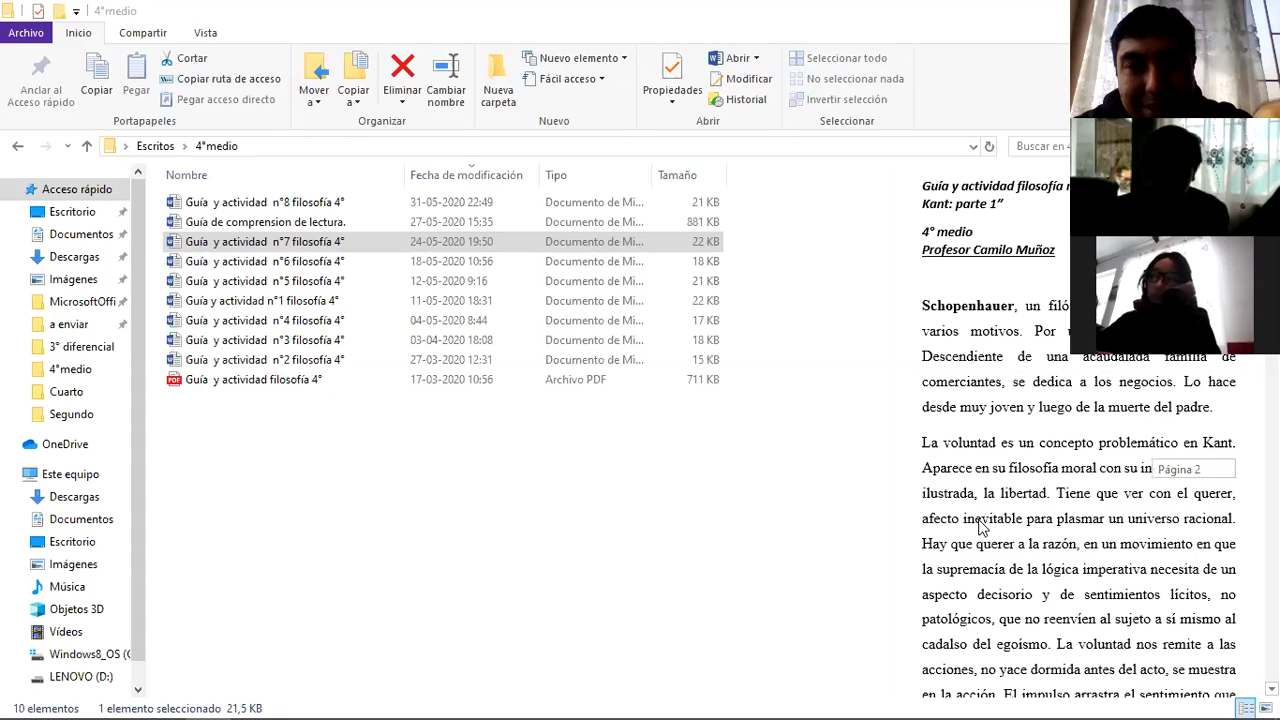 4°medio
Archivo Inicio Compartir Vista
Anclar al Acceso rápido
Copiar
Pegar
Cortar
Copiar ruta de acceso
Pegar acceso directo
Portapapeles
Mover a
Copiar a
Eliminar
Cambiar nombre
Organizar
Nueva carpeta
Nuevo elemento
Fácil acceso
Nuevo
Propiedades
Abrir
Modificar
Historial
Abrir
Seleccionar todo
No seleccionar nada
Invertir selección
Seleccionar
Escritos > 4°medio
Buscar en 4
Acceso rápido
Escritorio
Documentos
Descargas
Imágenes
MicrosoftOffi
a enviar
3° diferencial
4°medio
Cuarto
Segundo
OneDrive
Este equipo
Descargas
Documentos
Escritorio
Imágenes
Música
Objetos 3D
Vídeos
Windows8_OS (C
LENOVO (D:)
Nombre Fecha de modificación Tipo Tamaño
Guía y actividad n°8 filosofía 4° 31-05-2020 22:49 Documento de Mi... 21 KB
Guía de comprension de lectura. 27-05-2020 15:35 Documento de Mi... 881 KB
Guía y actividad n°7 filosofía 4° 24-05-2020 19:50 Documento de Mi... 22 KB
Guía y actividad n°6 filosofía 4° 18-05-2020 10:56 Documento de Mi... 18 KB
Guía y actividad n°5 filosofía 4° 12-05-2020 9:16 Documento de Mi... 21 KB
Guía y actividad n°1 filosofía 4° 11-05-2020 18:31 Documento de Mi... 22 KB
Guía y actividad n°4 filosofía 4° 04-05-2020 8:44 Documento de Mi... 17 KB
Guía y actividad n°3 filosofía 4° 03-04-2020 18:08 Documento de Mi... 18 KB
Guía y actividad n°2 filosofía 4° 27-03-2020 12:31 Documento de Mi... 15 KB
Guía y actividad filosofía 4° 17-03-2020 10:56 Archivo PDF 711 KB
Guía y actividad filosofía
Kant: parte 1”
4° medio
Profesor Camilo Muñoz
Schopenhauer, un
varios motivos. Por
Descendiente de una acaudalada familia de
comerciantes, se dedica a los negocios. Lo hace
desde muy joven y luego de la muerte del padre.
La voluntad es un concepto problemático en Kant.
Aparece en su filosofía moral con su in
Página 2
ilustrada, la libertad. Tiene que ver con el querer,
afecto inevitable para plasmar un universo racional.
Hay que querer a la razón, en un movimiento en que
la supremacía de la lógica imperativa necesita de un
aspecto decisorio y de sentimientos lícitos, no
patológicos, que no reenvíen al sujeto a sí mismo al
cadalso del egoísmo. La voluntad nos remite a las
acciones, no yace dormida antes del acto, se muestra
en la acción. El impulso arrastra el sentimiento que
10 elementos 1 elemento seleccionado 21,5 KB